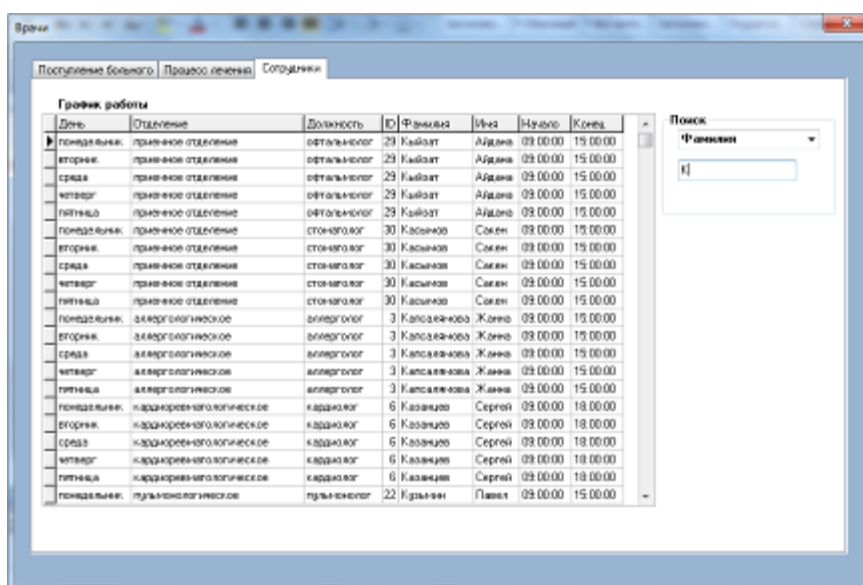 Врачи
Поступление больного Процесс лечения Сотрудники
График работы
День Отделение Должность ID Фамилия Имя Начало Конец
понедельник приемное отделение офтальмолог 29 Айдана 09:00:00 15:00:00
вторник приемное отделение офтальмолог 29 Айдана 09:00:00 15:00:00
среда приемное отделение офтальмолог 29 Айдана 09:00:00 15:00:00
четверг приемное отделение офтальмолог 29 Айдана 09:00:00 15:00:00
пятница приемное отделение офтальмолог 29 Айдана 09:00:00 15:00:00
понедельник приемное отделение стоматолог 30 Касымов Сакен 09:00:00 15:00:00
вторник приемное отделение стоматолог 30 Касымов Сакен 09:00:00 15:00:00
среда приемное отделение стоматолог 30 Касымов Сакен 09:00:00 15:00:00
четверг приемное отделение стоматолог 30 Касымов Сакен 09:00:00 15:00:00
пятница приемное отделение стоматолог 30 Касымов Сакен 09:00:00 15:00:00
понедельник аллергологическое аллерголог 3 Капсалямова Жанна 09:00:00 15:00:00
вторник аллергологическое аллерголог 3 Капсалямова Жанна 09:00:00 15:00:00
среда аллергологическое аллерголог 3 Капсалямова Жанна 09:00:00 15:00:00
четверг аллергологическое аллерголог 3 Капсалямова Жанна 09:00:00 15:00:00
пятница аллергологическое аллерголог 3 Капсалямова Жанна 09:00:00 15:00:00
понедельник кардиоревматологическое кардиолог 6 Казанцев Сергей 09:00:00 18:00:00
вторник кардиоревматологическое кардиолог 6 Казанцев Сергей 09:00:00 18:00:00
среда кардиоревматологическое кардиолог 6 Казанцев Сергей 09:00:00 18:00:00
четверг кардиоревматологическое кардиолог 6 Казанцев Сергей 09:00:00 18:00:00
пятница кардиоревматологическое кардиолог 6 Казанцев Сергей 09:00:00 18:00:00
понедельник пульмонологическое пульмонолог 22 Кузьмин Павел 09:00:00 15:00:00
Поиск
Фамилия
К